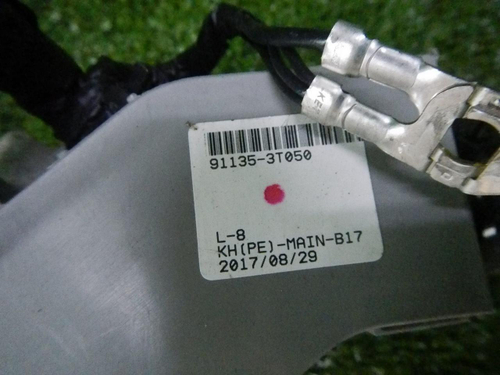 91135-3T050
L-8
KH(PE)-MAIN-B17
2017/08/29